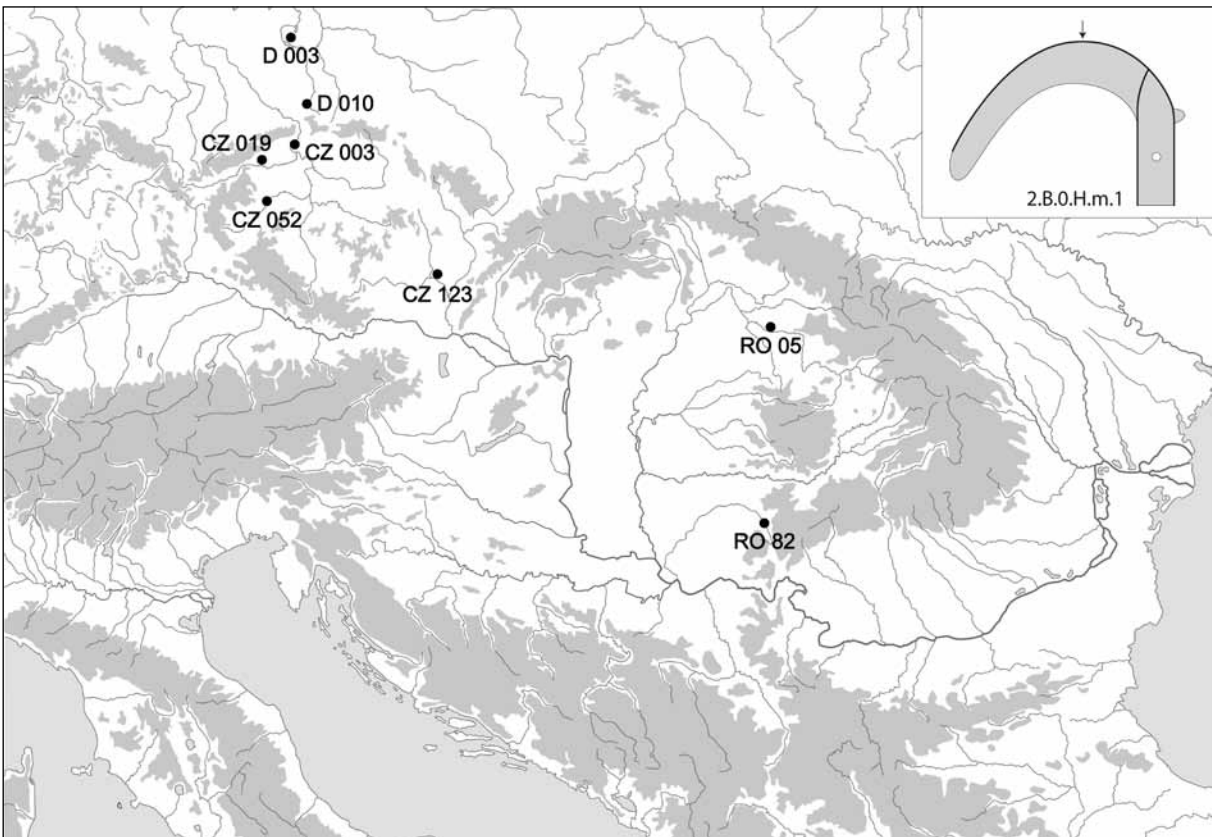 D 003
D 010
CZ 019
CZ 003
CZ 052
CZ 123
RO 05
RO 82
2.B.0.H.m.1